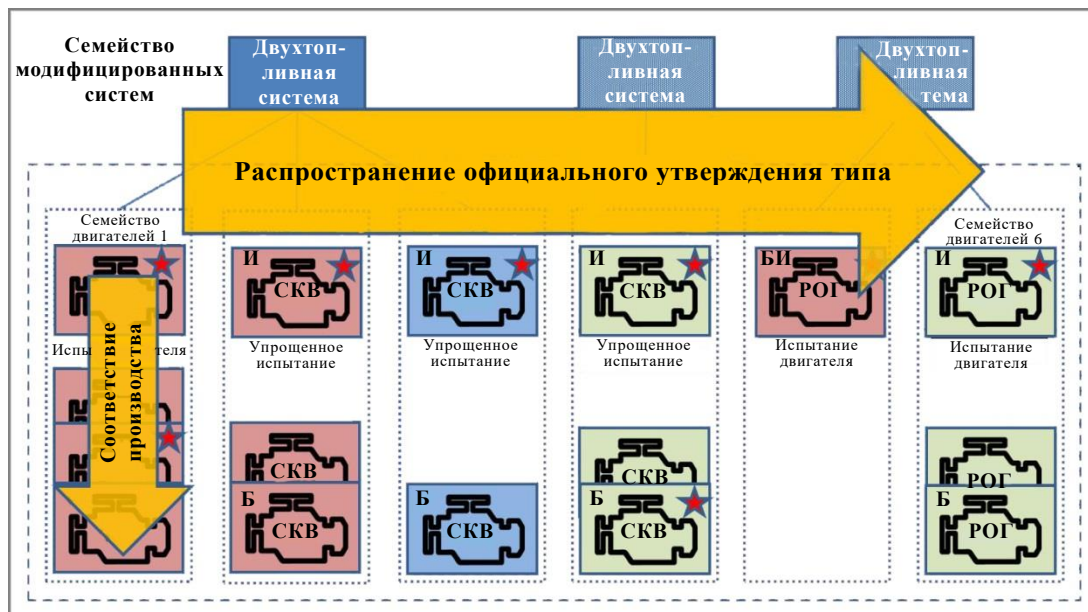 Семейство
модифицированных
систем
Двухтоп-
ливная
система
Двухтоп-
ливная
система
Двухтоп-
ливная
тема
Распространение официального утверждения типа
Семейство
двигателей 1
Семейство
двигателей 6
И
СКВ
И
СКВ
И
СКВ
БИ
РОГ
И
РОГ
Упрощенное
испытание
Упрощенное
испытание
Упрощенное
испытание
Испытание
двигателя
Испытание
двигателя
Соответствие
производства
СКВ
СКВ
РОГ
Б
СКВ
Б
СКВ
Б
СКВ
Б
РОГ